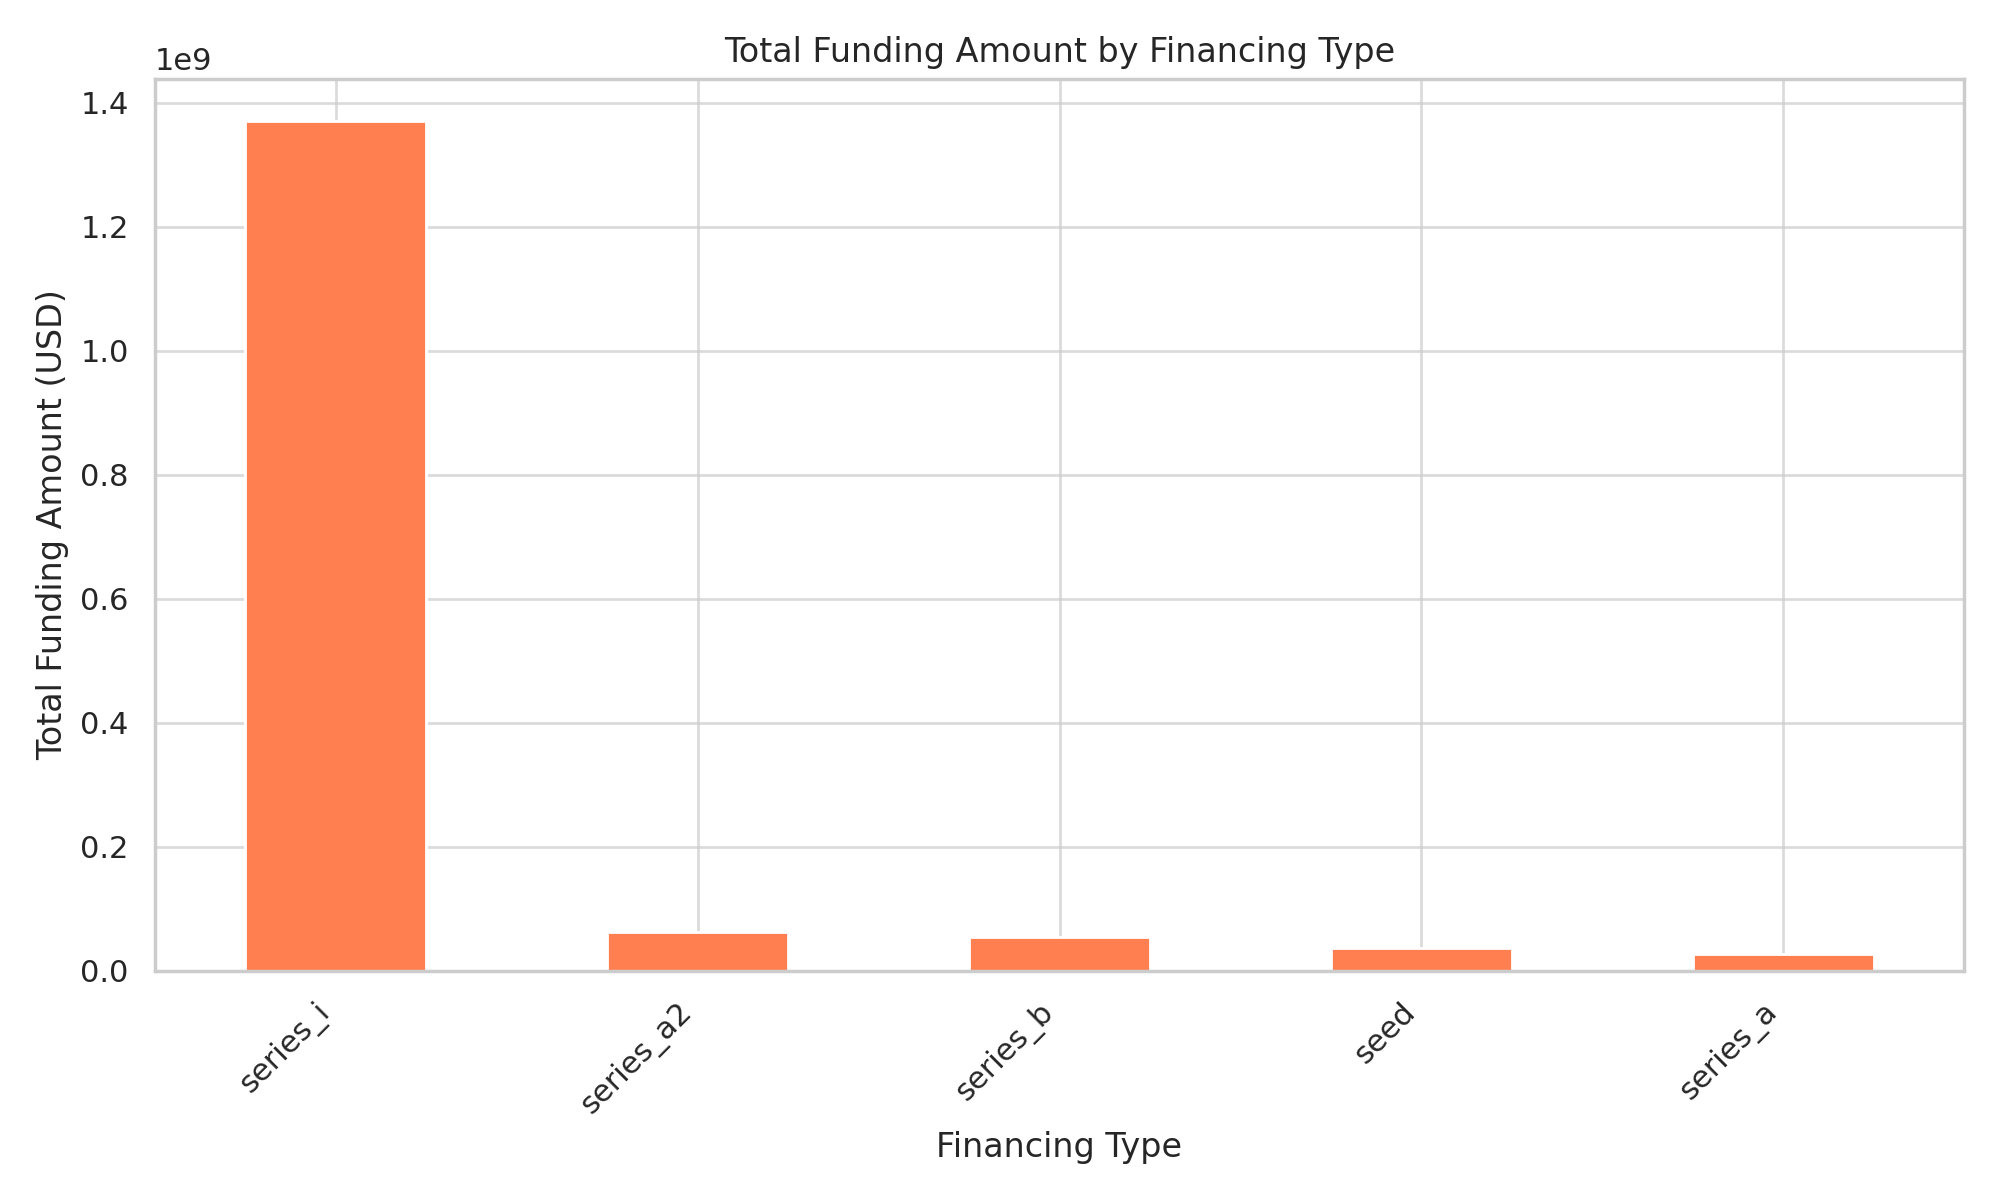 Total Funding Amount by Financing Type
1e9
1.4
1.2
1.0
0.8
0.6
0.4
0.2
0.0
Total Funding Amount (USD)
series_i
series_a2
series_b
seed
series_a
Financing Type